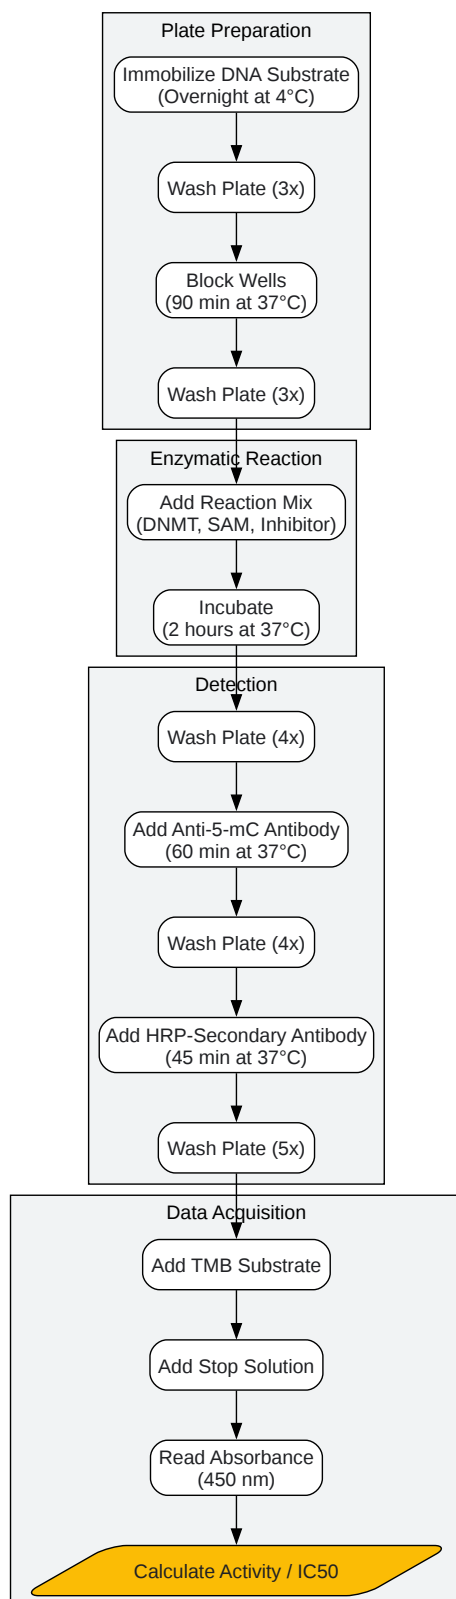 Plate Preparation
Immobilize DNA Substrate
(Overnight at 4°C)
Wash Plate (3x)
Block Wells
(90 min at 37°C)
Wash Plate (3x)
Enzymatic Reaction
Add Reaction Mix
(DNMT, SAM, Inhibitor)
Incubate
(2 hours at 37°C)
Detection
Wash Plate (4x)
Add Anti-5-mC Antibody
(60 min at 37°C)
Wash Plate (4x)
Add HRP-Secondary Antibody
(45 min at 37°C)
Wash Plate (5x)
Data Acquisition
Add TMB Substrate
Add Stop Solution
Read Absorbance
(450 nm)
Calculate Activity / IC50